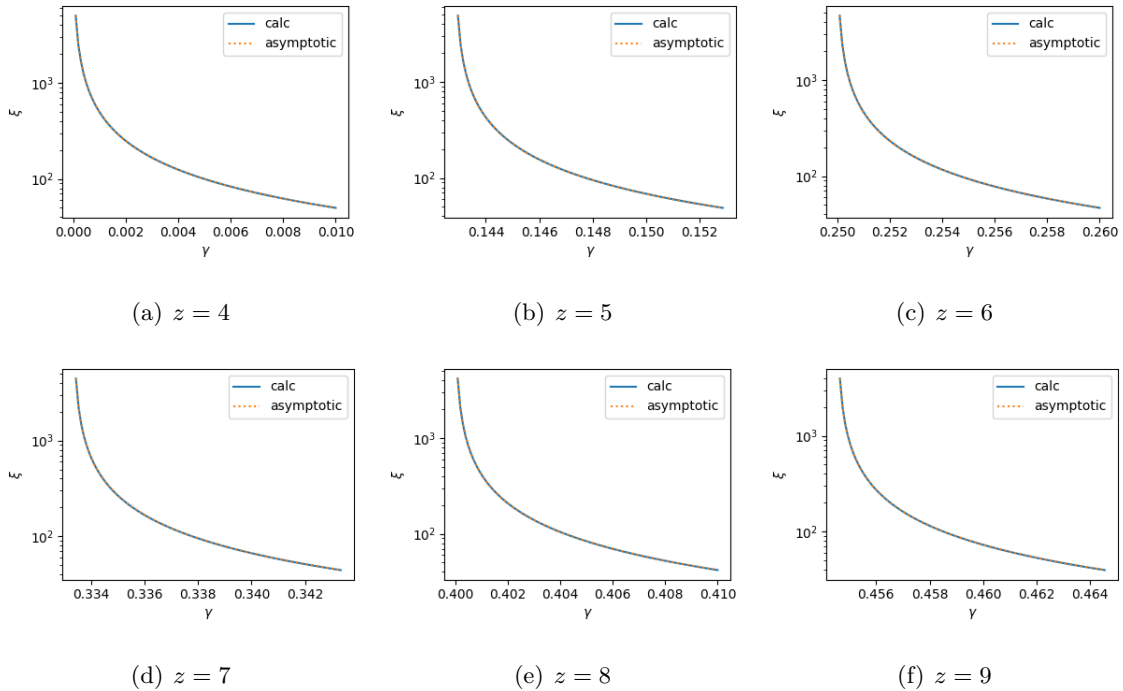 calc
asymptotic
10³
10²
ξ
0.000 0.002 0.004 0.006 0.008 0.010
γ
(a) z = 4
calc
asymptotic
10³
10²
ξ
0.144 0.146 0.148 0.150 0.152
γ
(b) z = 5
calc
asymptotic
10³
10²
ξ
0.250 0.252 0.254 0.256 0.258 0.260
γ
(c) z = 6
calc
asymptotic
10³
10²
ξ
0.334 0.336 0.338 0.340 0.342
γ
(d) z = 7
calc
asymptotic
10³
10²
ξ
0.400 0.402 0.404 0.406 0.408 0.410
γ
(e) z = 8
calc
asymptotic
10³
10²
ξ
0.456 0.458 0.460 0.462 0.464
γ
(f) z = 9